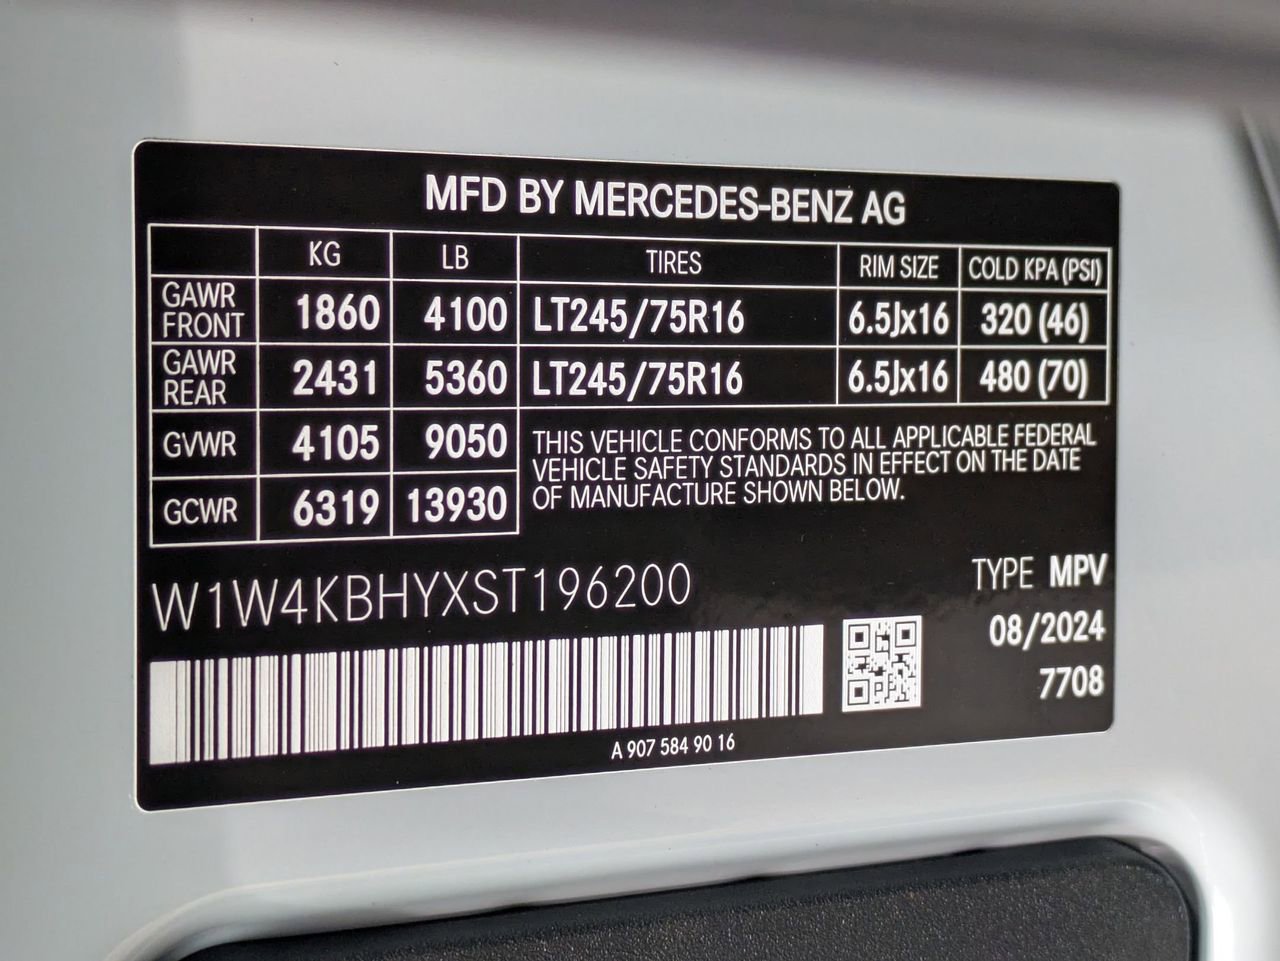 MFD BY MERCEDES-BENZ AG
KG LB TIRES RIM SIZE COLD KPA (PSI)
GAWR FRONT 1860 4100 LT245/75R16 6.5Jx16 320 (46)
GAWR REAR 2431 5360 LT245/75R16 6.5Jx16 480 (70)
GVWR 4105 9050
GCWR 6319 13930
THIS VEHICLE CONFORMS TO ALL APPLICABLE FEDERAL
VEHICLE SAFETY STANDARDS IN EFFECT ON THE DATE
OF MANUFACTURE SHOWN BELOW.
W1W4KBHYXST196200
TYPE MPV
08/2024
7708
A 907 584 90 16